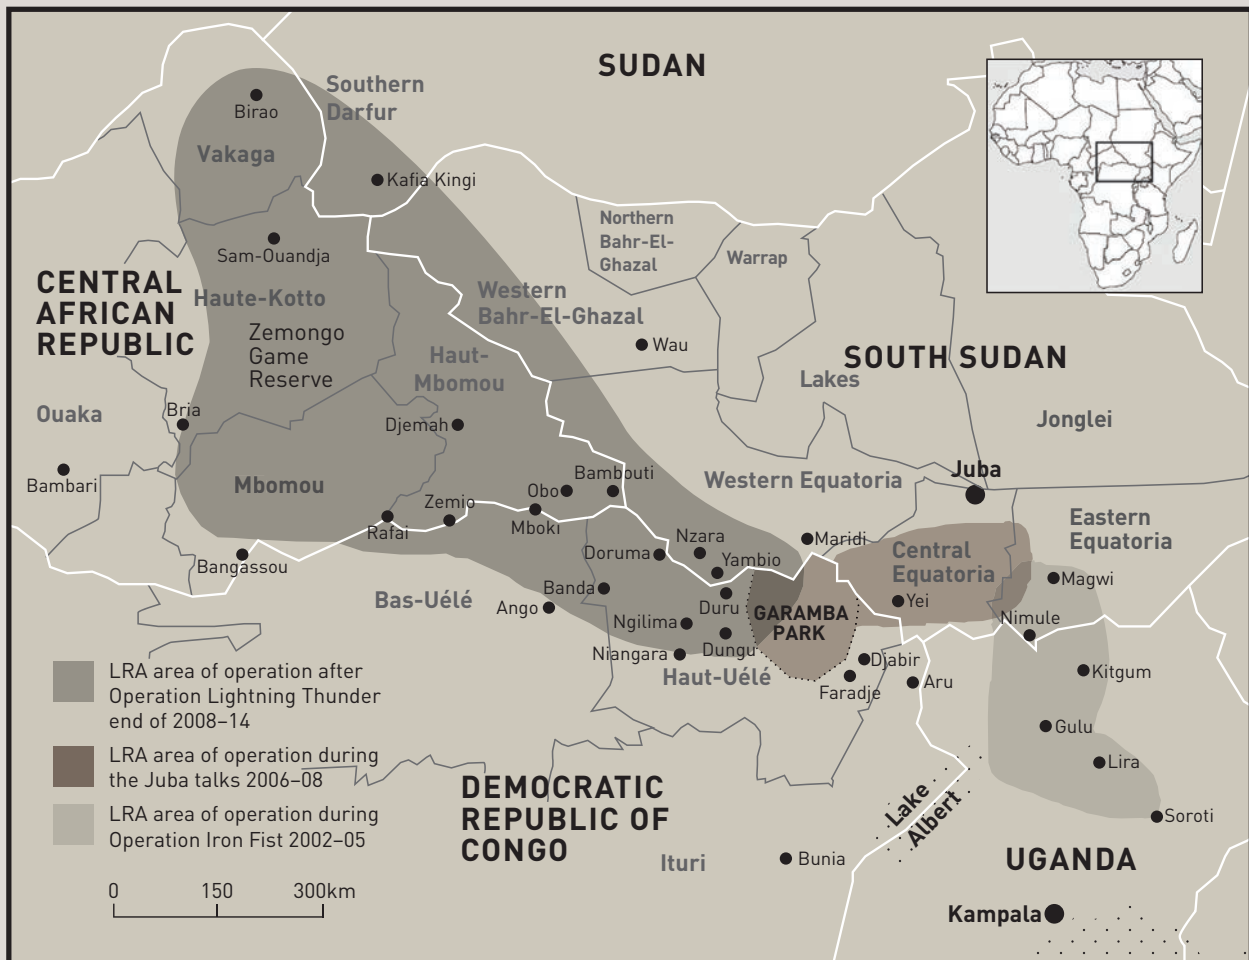 SUDAN
Southern
Darfur
Birao
Vakaga
Kafia Kingi
Northern
Bahr-El-
Ghazal
Warrap
Sam-Ouandja
CENTRAL
AFRICAN
REPUBLIC
Haute-Kotto
Western
Bahr-El-Ghazal
Zemongo
Game
Reserve
Wau
SOUTH SUDAN
Haut-
Mbomou
Lakes
Ouaka
Bria
Djemah
Jonglei
Bambari
Mbomou
Bambouti
Obo
Western Equatoria
Juba
Zemio
Rafai
Mboki
Eastern
Equatoria
Nzara
Maridi
Doruma
Yambio
Central
Equatoria
Bangassou
Magwi
Banda
Bas-Uélé
Ango
Duru
GARAMBA
PARK
Yei
Ngilima
Nimule
Niangara
Dungu
Haut-Uélé
Djabir
Faradje
Aru
Kitgum
Gulu
Lira
Soroti
LRA area of operation after
Operation Lightning Thunder
end of 2008–14
LRA area of operation during
the Juba talks 2006–08
LRA area of operation during
Operation Iron Fist 2002–05
DEMOCRATIC
REPUBLIC OF
CONGO
Lake
Albert
Ituri
Bunia
UGANDA
Kampala
0 150 300km